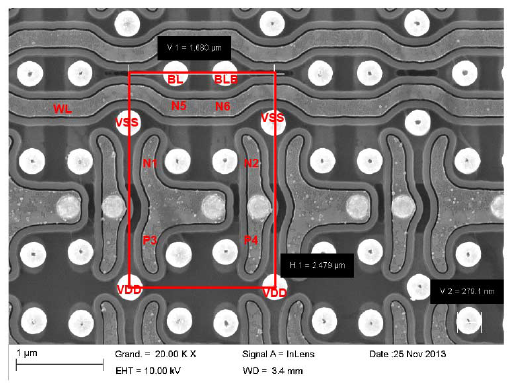 V 1 = 1,680 µm
BL BLB
WL N5 N6
VSS VSS
N1 N2
P3 P4
H 1 = 2,479 µm
VDD VDD
V 2 = 279.1 nm
1 µm Grand. = 20.00 K X Signal A = InLens Date :25 Nov 2013
EHT = 10.00 kV WD = 3.4 mm